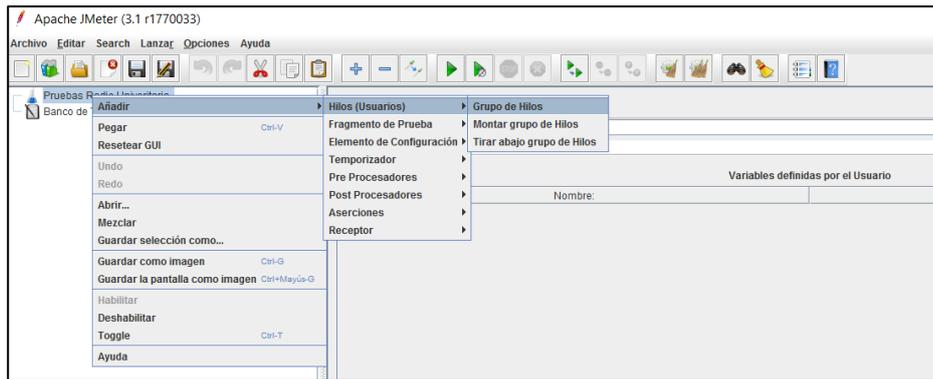 Apache JMeter (3.1 r1770033)
Archivo Editar Search Lanzar Opciones Ayuda
Pruebas Radio
Banco de
Añadir
Pegar Ctrl-V
Resetear GUI
Undo
Redo
Abrir...
Mezclar
Guardar selección como...
Guardar como imagen Ctrl-G
Guardar la pantalla como imagen Ctrl+Mayús-G
Habilitar
Deshabilitar
Toggle Ctrl-T
Ayuda
Hilos (Usuarios)
Fragmento de Prueba
Elemento de Configuración
Temporizador
Pre Procesadores
Post Procesadores
Aserciones
Receptor
Grupo de Hilos
Montar grupo de Hilos
Tirar abajo grupo de Hilos
Variables definidas por el Usuario
Nombre: